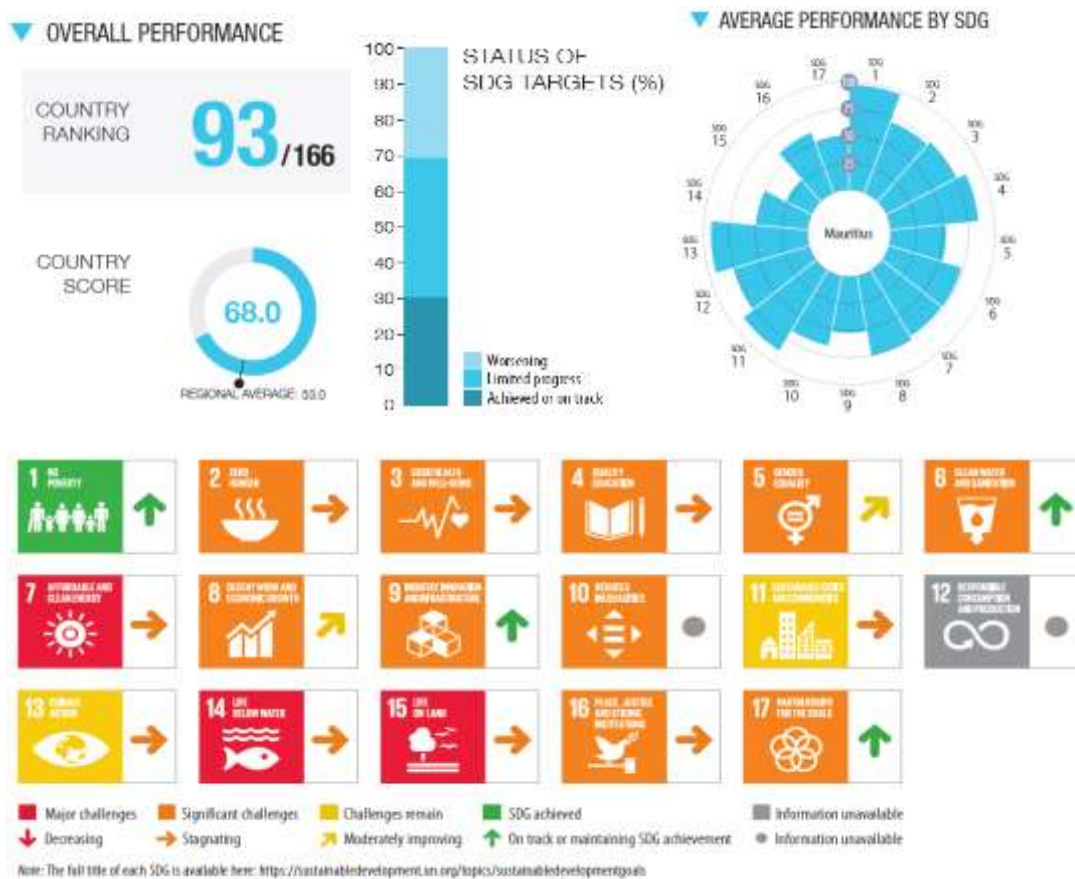 OVERALL PERFORMANCE
COUNTRY
RANKING
93/166
COUNTRY
SCORE
68.0
REGIONAL AVERAGE: 53.0
100
90
80
70
60
50
40
30
20
10
0
STATUS OF
SDG TARGETS (%)
Worsening
Limited progress
Achieved or on track
AVERAGE PERFORMANCE BY SDG
SDG
1
SDG
2
SDG
3
SDG
4
SDG
5
SDG
6
SDG
7
SDG
8
SDG
9
SDG
10
SDG
11
SDG
12
SDG
13
SDG
14
SDG
15
SDG
16
SDG
17
Mauritius
1 NO
POVERTY
2 ZERO
HUNGER
3 GOOD HEALTH
AND WELL-BEING
4 QUALITY
EDUCATION
5 GENDER
EQUALITY
6 CLEAN WATER
AND SANITATION
7 AFFORDABLE AND
CLEAN ENERGY
8 DECENT WORK AND
ECONOMIC GROWTH
9 INDUSTRY, INNOVATION
AND INFRASTRUCTURE
10 REDUCED
INEQUALITIES
11 SUSTAINABLE CITIES
AND COMMUNITIES
12 RESPONSIBLE
CONSUMPTION
AND PRODUCTION
13 CLIMATE
ACTION
14 LIFE
BELOW WATER
15 LIFE
ON LAND
16 PEACE, JUSTICE
AND STRONG
INSTITUTIONS
17 PARTNERSHIPS
FOR THE GOALS
Major challenges
Significant challenges
Challenges remain
SDG achieved
Information unavailable
Decreasing
Stagnating
Moderately improving
On track or maintaining SDG achievement
Information unavailable
Note: The full title of each SDG is available here: https://sustainabledevelopment.un.org/topics/sustainabledevelopmentgoals